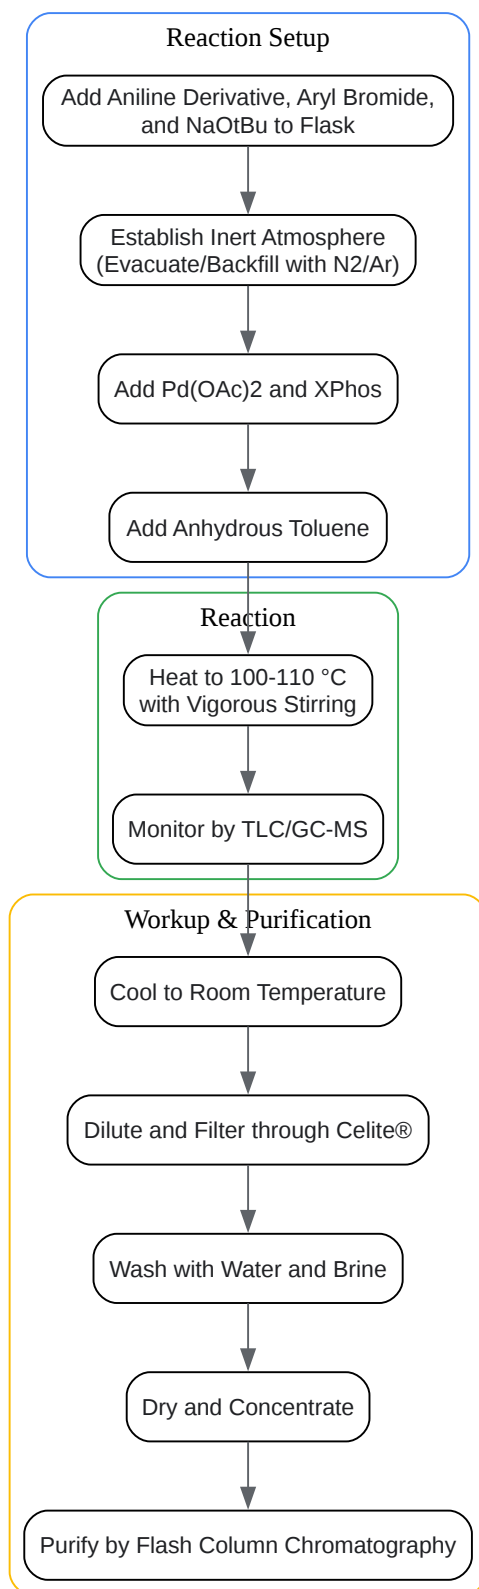 Reaction Setup
Add Aniline Derivative, Aryl Bromide,
and NaOtBu to Flask
Establish Inert Atmosphere
(Evacuate/Backfill with N2/Ar)
Add Pd(OAc)2 and XPhos
Add Anhydrous Toluene
Reaction
Heat to 100-110 °C
with Vigorous Stirring
Monitor by TLC/GC-MS
Workup & Purification
Cool to Room Temperature
Dilute and Filter through Celite®
Wash with Water and Brine
Dry and Concentrate
Purify by Flash Column Chromatography